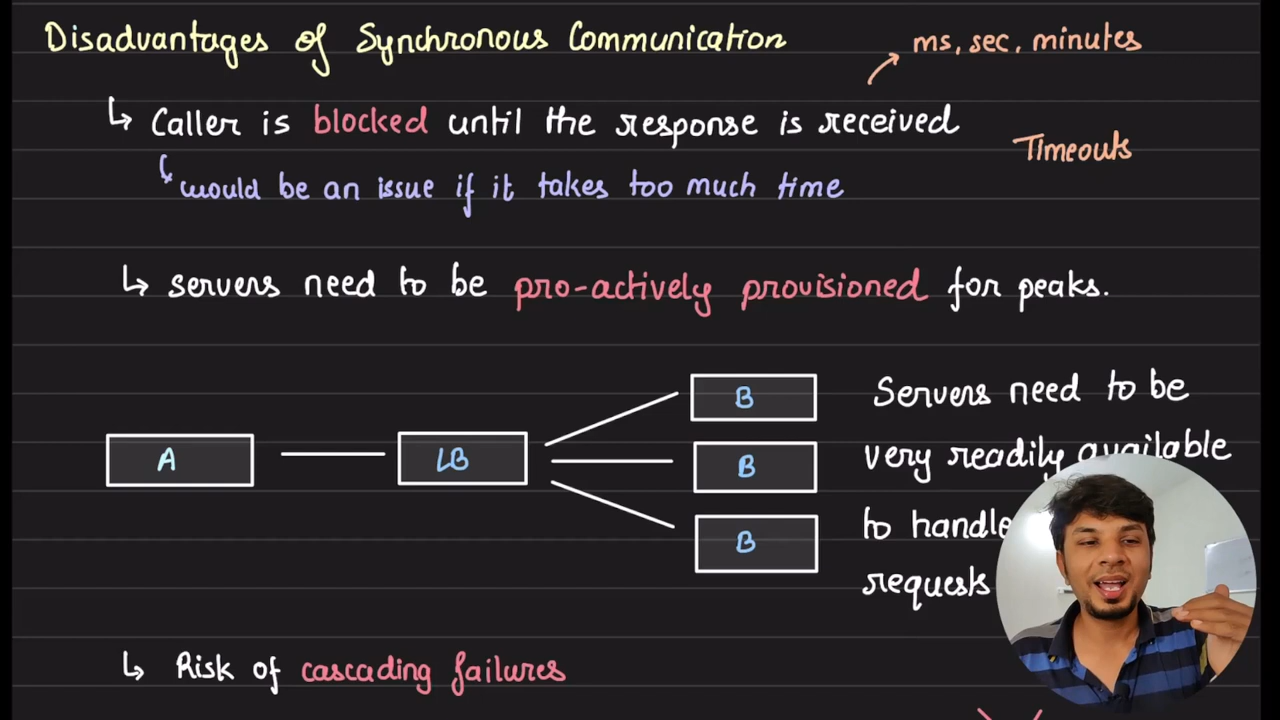 Disadvantages of Synchronous Communication
ms, sec, minutes
Caller is blocked until the response is received
Timeouts
would be an issue if it takes too much time
servers need to be pro-actively provisioned for peaks.
A
LB
B
B
B
Servers need to be
very readily available
to handle
requests
Risk of cascading failures